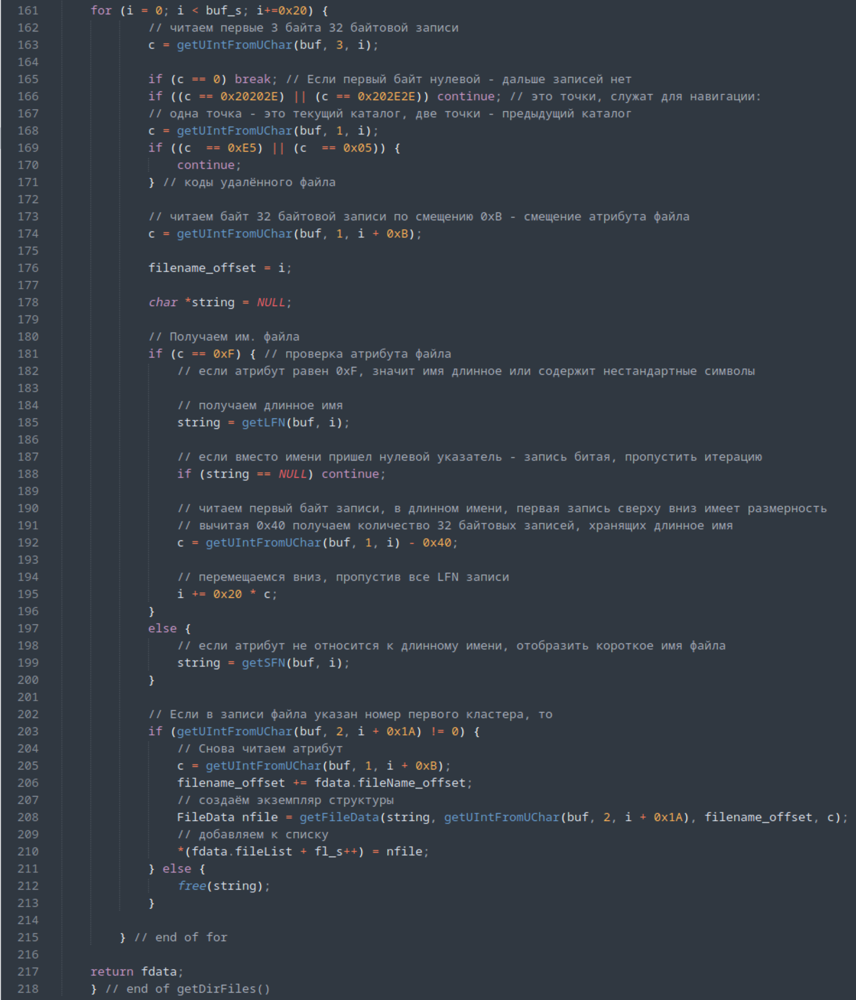 161 for (i = 0; i < buf_s; i+=0x20) {
162 // читаем первые 3 байта 32 байтовой записи
163 c = getUIntFromUChar(buf, 3, i);
164
165 if (c == 0) break; // Если первый байт нулевой - дальше записей нет
166 if ((c == 0x20202E) || (c == 0x202E2E)) continue; // это точки, служат для навигации:
167 // одна точка - это текущий каталог, две точки - предыдущий каталог
168 c = getUIntFromUChar(buf, 1, i);
169 if ((c  == 0xE5) || (c  == 0x05)) {
170 continue;
171 } // коды удалённого файла
172
173 // читаем байт 32 байтовой записи по смещению 0xB - смещение атрибута файла
174 c = getUIntFromUChar(buf, 1, i + 0xB);
175
176 filename_offset = i;
177
178 char *string = NULL;
179
180 // Получаем им. файла
181 if (c == 0xF) { // проверка атрибута файла
182 // если атрибут равен 0xF, значит имя длинное или содержит нестандартные символы
183
184 // получаем длинное имя
185 string = getLFN(buf, i);
186
187 // если вместо имени пришел нулевой указатель - запись битая, пропустить итерацию
188 if (string == NULL) continue;
189
190 // читаем первый байт записи, в длинном имени, первая запись сверху вниз имеет размерность
191 // вычитая 0x40 получаем количество 32 байтовых записей, хранящих длинное имя
192 c = getUIntFromUChar(buf, 1, i) - 0x40;
193
194 // перемещаемся вниз, пропустив все LFN записи
195 i += 0x20 * c;
196 }
197 else {
198 // если атрибут не относится к длинному имени, отобразить короткое имя файла
199 string = getSFN(buf, i);
200 }
201
202 // Если в записи файла указан номер первого кластера, то
203 if (getUIntFromUChar(buf, 2, i + 0x1A) != 0) {
204 // Снова читаем атрибут
205 c = getUIntFromUChar(buf, 1, i + 0xB);
206 filename_offset += fdata.fileName_offset;
207 // создаём экземпляр структуры
208 FileData nfile = getFileData(string, getUIntFromUChar(buf, 2, i + 0x1A), filename_offset, c);
209 // добавляем к списку
210 *(fdata.fileList + fl_s++) = nfile;
211 } else {
212 free(string);
213 }
214
215 } // end of for
216
217 return fdata;
218 } // end of getDirFiles()